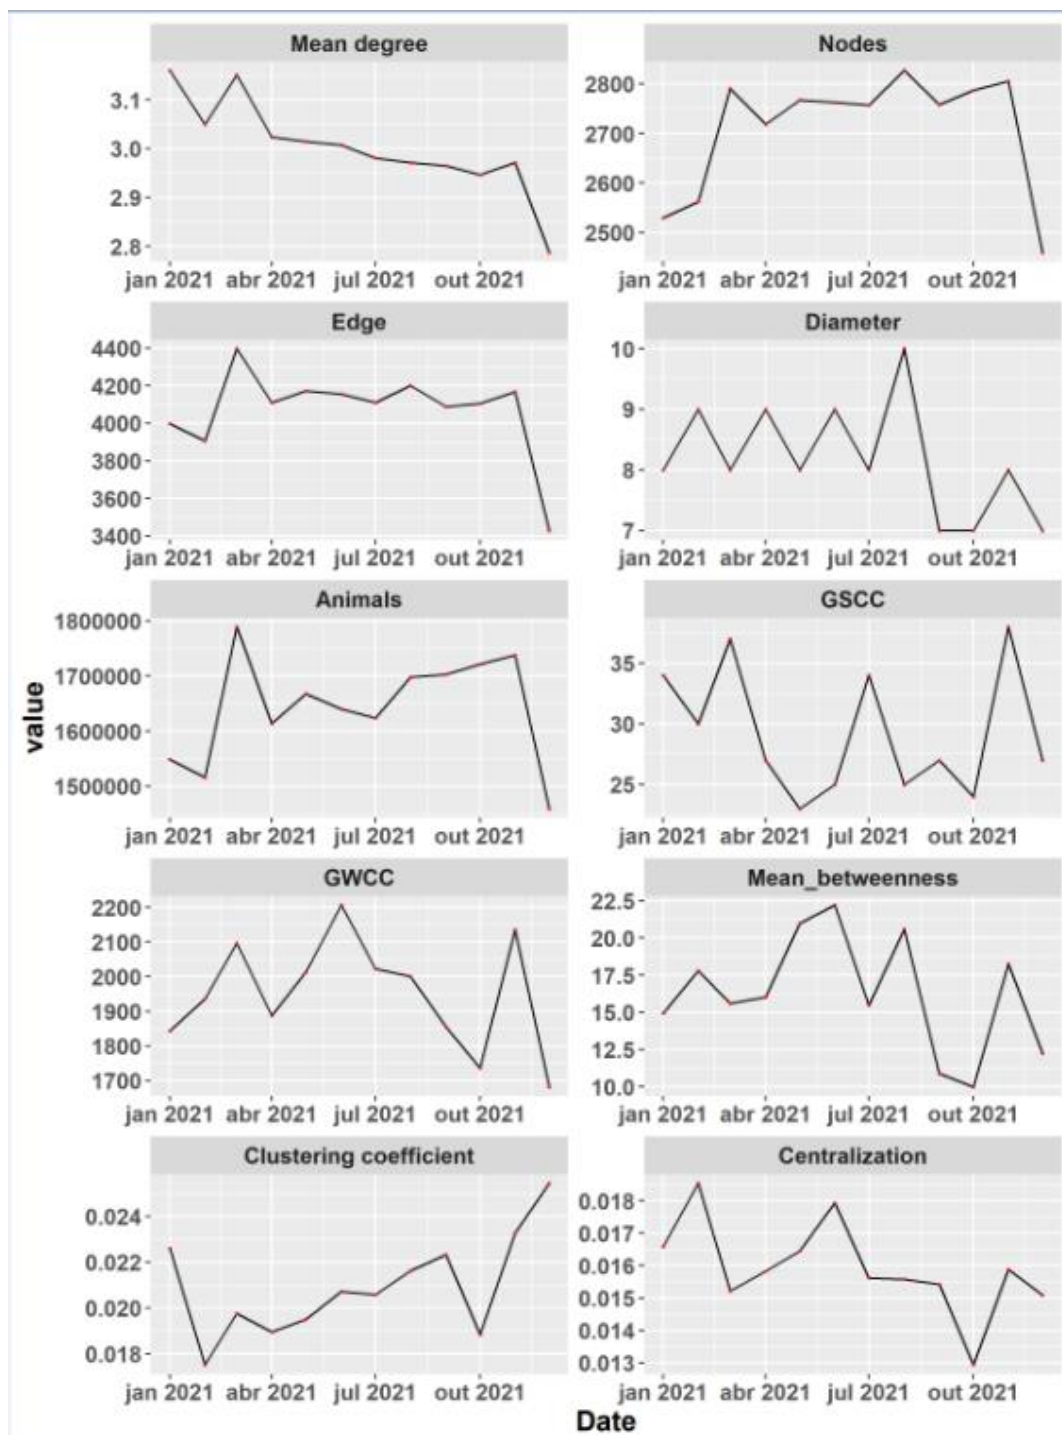 Mean degree
3.1
3.0
2.9
2.8
jan 2021 abr 2021 jul 2021 out 2021
Nodes
2800
2700
2600
2500
jan 2021 abr 2021 jul 2021 out 2021
Edge
4400
4200
4000
3800
3600
3400
jan 2021 abr 2021 jul 2021 out 2021
Diameter
10
9
8
7
jan 2021 abr 2021 jul 2021 out 2021
Animals
1800000
1700000
1600000
1500000
jan 2021 abr 2021 jul 2021 out 2021
GSCC
35
30
25
jan 2021 abr 2021 jul 2021 out 2021
value
GWCC
2200
2100
2000
1900
1800
1700
jan 2021 abr 2021 jul 2021 out 2021
Mean_betweenness
22.5
20.0
17.5
15.0
12.5
10.0
jan 2021 abr 2021 jul 2021 out 2021
Clustering coefficient
0.024
0.022
0.020
0.018
jan 2021 abr 2021 jul 2021 out 2021
Centralization
0.018
0.017
0.016
0.015
0.014
0.013
jan 2021 abr 2021 jul 2021 out 2021
Date